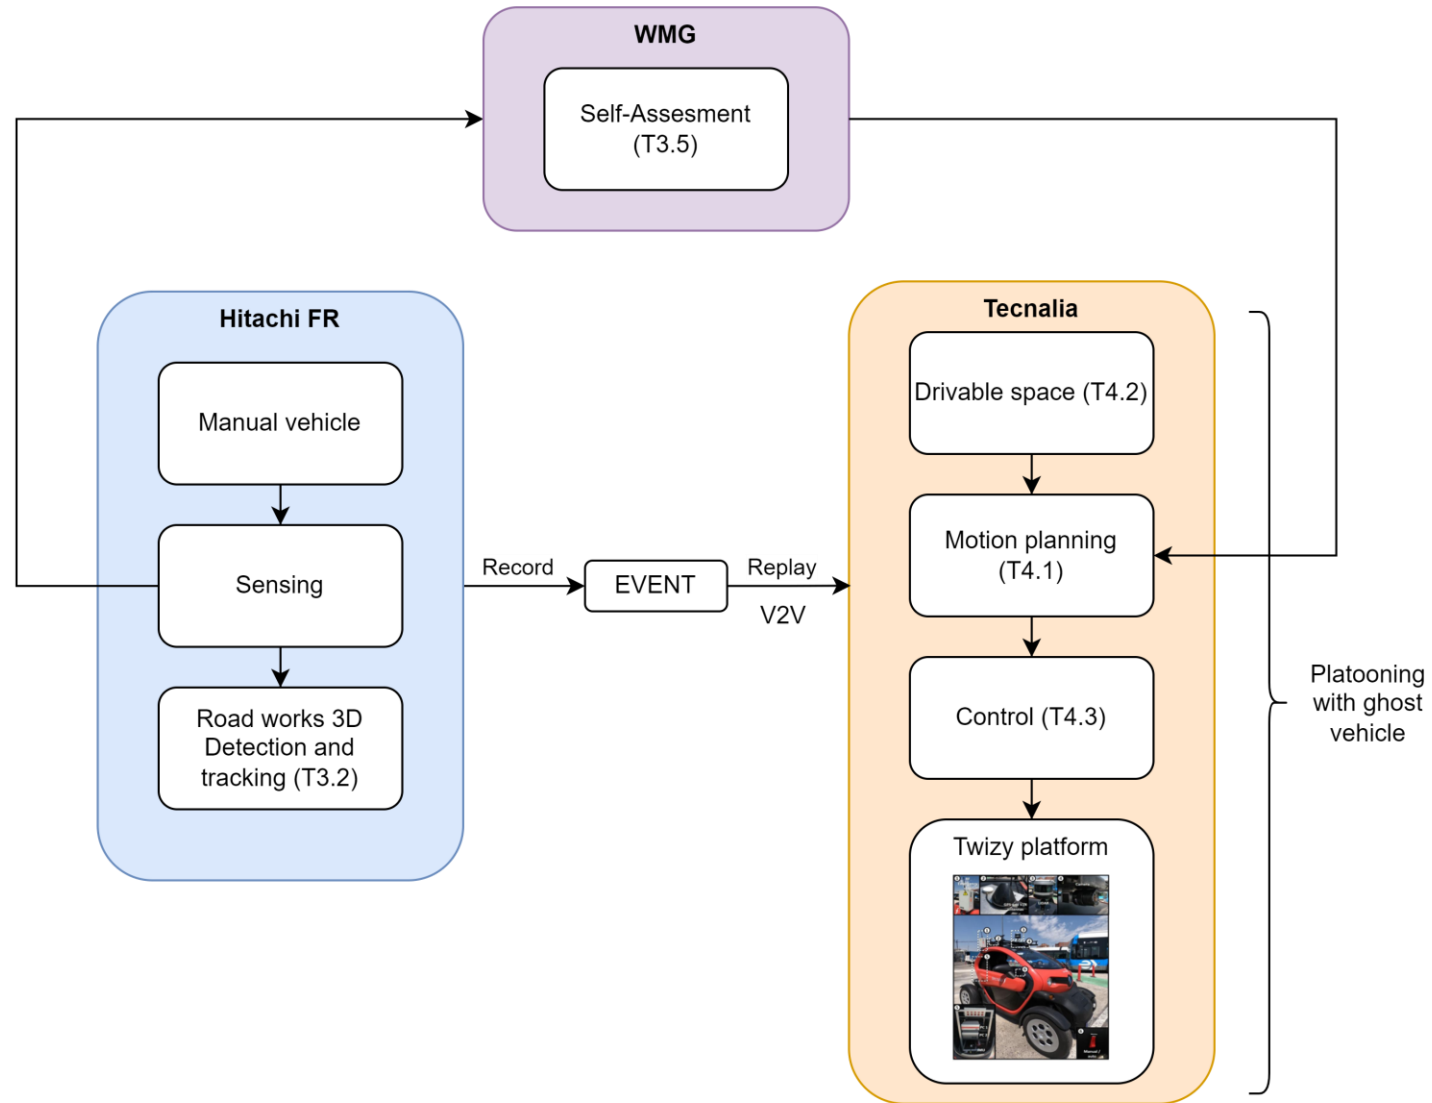 WMG
Self-Assesment
(T3.5)
Hitachi FR
Manual vehicle
Sensing
Road works 3D
Detection and
tracking (T3.2)
Record
EVENT
Replay
V2V
Tecnalia
Drivable space (T4.2)
Motion planning
(T4.1)
Control (T4.3)
Twizy platform
Platooning
with ghost
vehicle